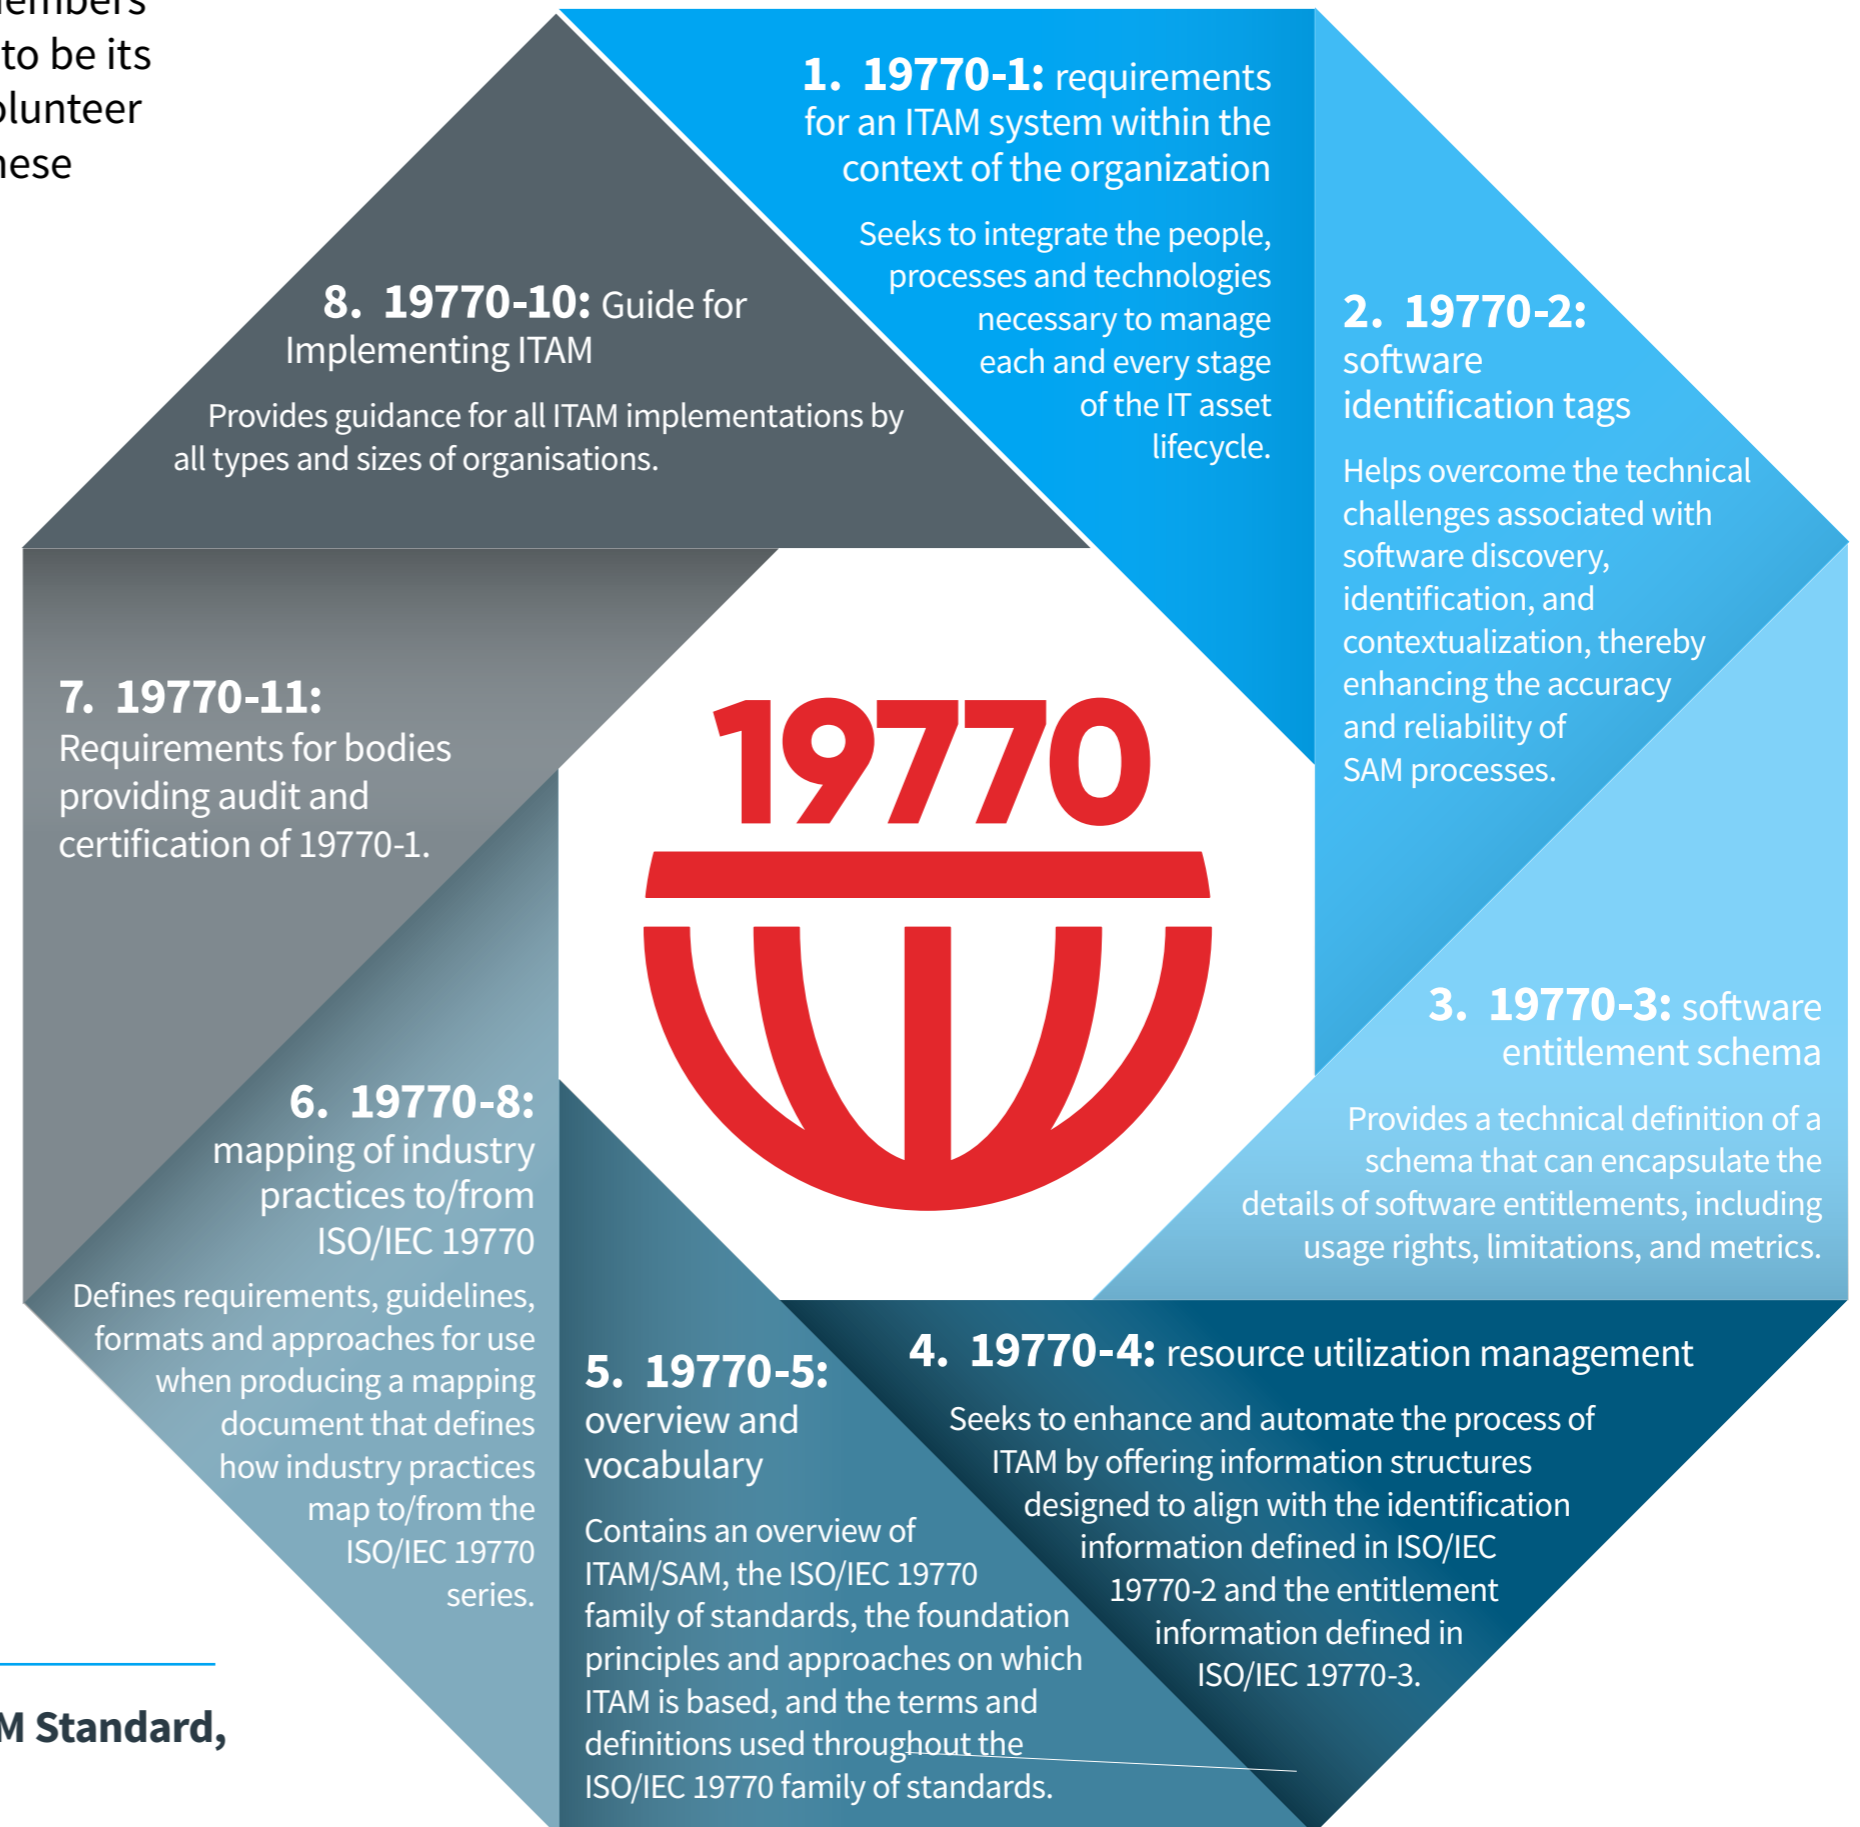 to be its
1. 19770-1: requirements
for an ITAM system within the
context of the organization
Seeks to integrate the people,
processes and technologies
necessary to manage
each and every stage
of the IT asset
lifecycle.
2. 19770-2:
software
identification tags
Helps overcome the technical
challenges associated with
software discovery,
identification, and
contextualization, thereby
enhancing the accuracy
and reliability of
SAM processes.
3. 19770-3: software
entitlement schema
Provides a technical definition of a
schema that can encapsulate the
details of software entitlements, including
usage rights, limitations, and metrics.
4. 19770-4: resource utilization management
Seeks to enhance and automate the process of
ITAM by offering information structures
designed to align with the identification
information defined in ISO/IEC
19770-2 and the entitlement
information defined in
ISO/IEC 19770-3.
5. 19770-5:
overview and
vocabulary
Contains an overview of
ITAM/SAM, the ISO/IEC 19770
family of standards, the foundation
principles and approaches on which
ITAM is based, and the terms and
definitions used throughout the
ISO/IEC 19770 family of standards.
6. 19770-8:
mapping of industry
practices to/from
ISO/IEC 19770
Defines requirements, guidelines,
formats and approaches for use
when producing a mapping
document that defines
how industry practices
map to/from the
ISO/IEC 19770
series.
7. 19770-11:
Requirements for bodies
providing audit and
certification of 19770-1.
8. 19770-10: Guide for
Implementing ITAM
Provides guidance for all ITAM implementations by
all types and sizes of organisations.
19770
Standard,